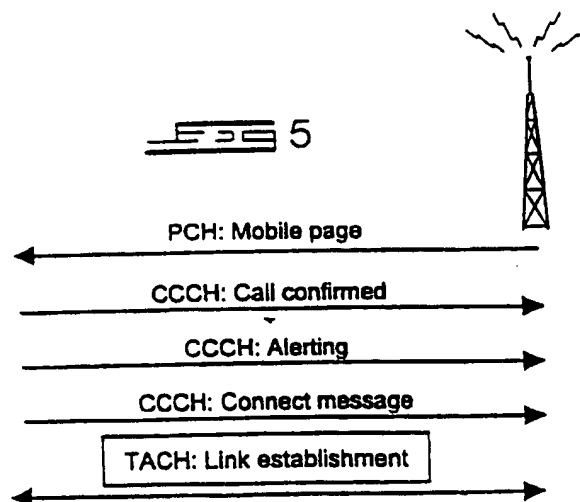 5
PCH: Mobile page
CCCH: Call confirmed
CCCH: Alerting
CCCH: Connect message
TACH: Link establishment